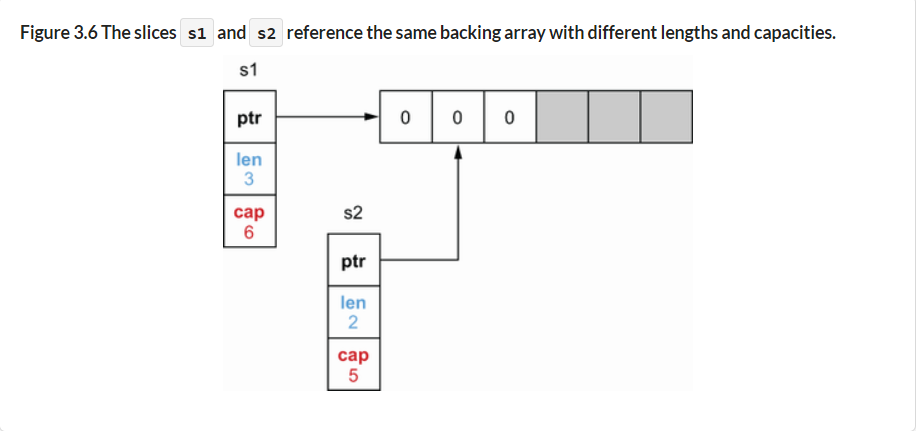 Figure 3.6 The slices s1 and s2 reference the same backing array with different lengths and capacities.
s1
ptr
0 0 0
len
3
cap
6
s2
ptr
len
2
cap
5